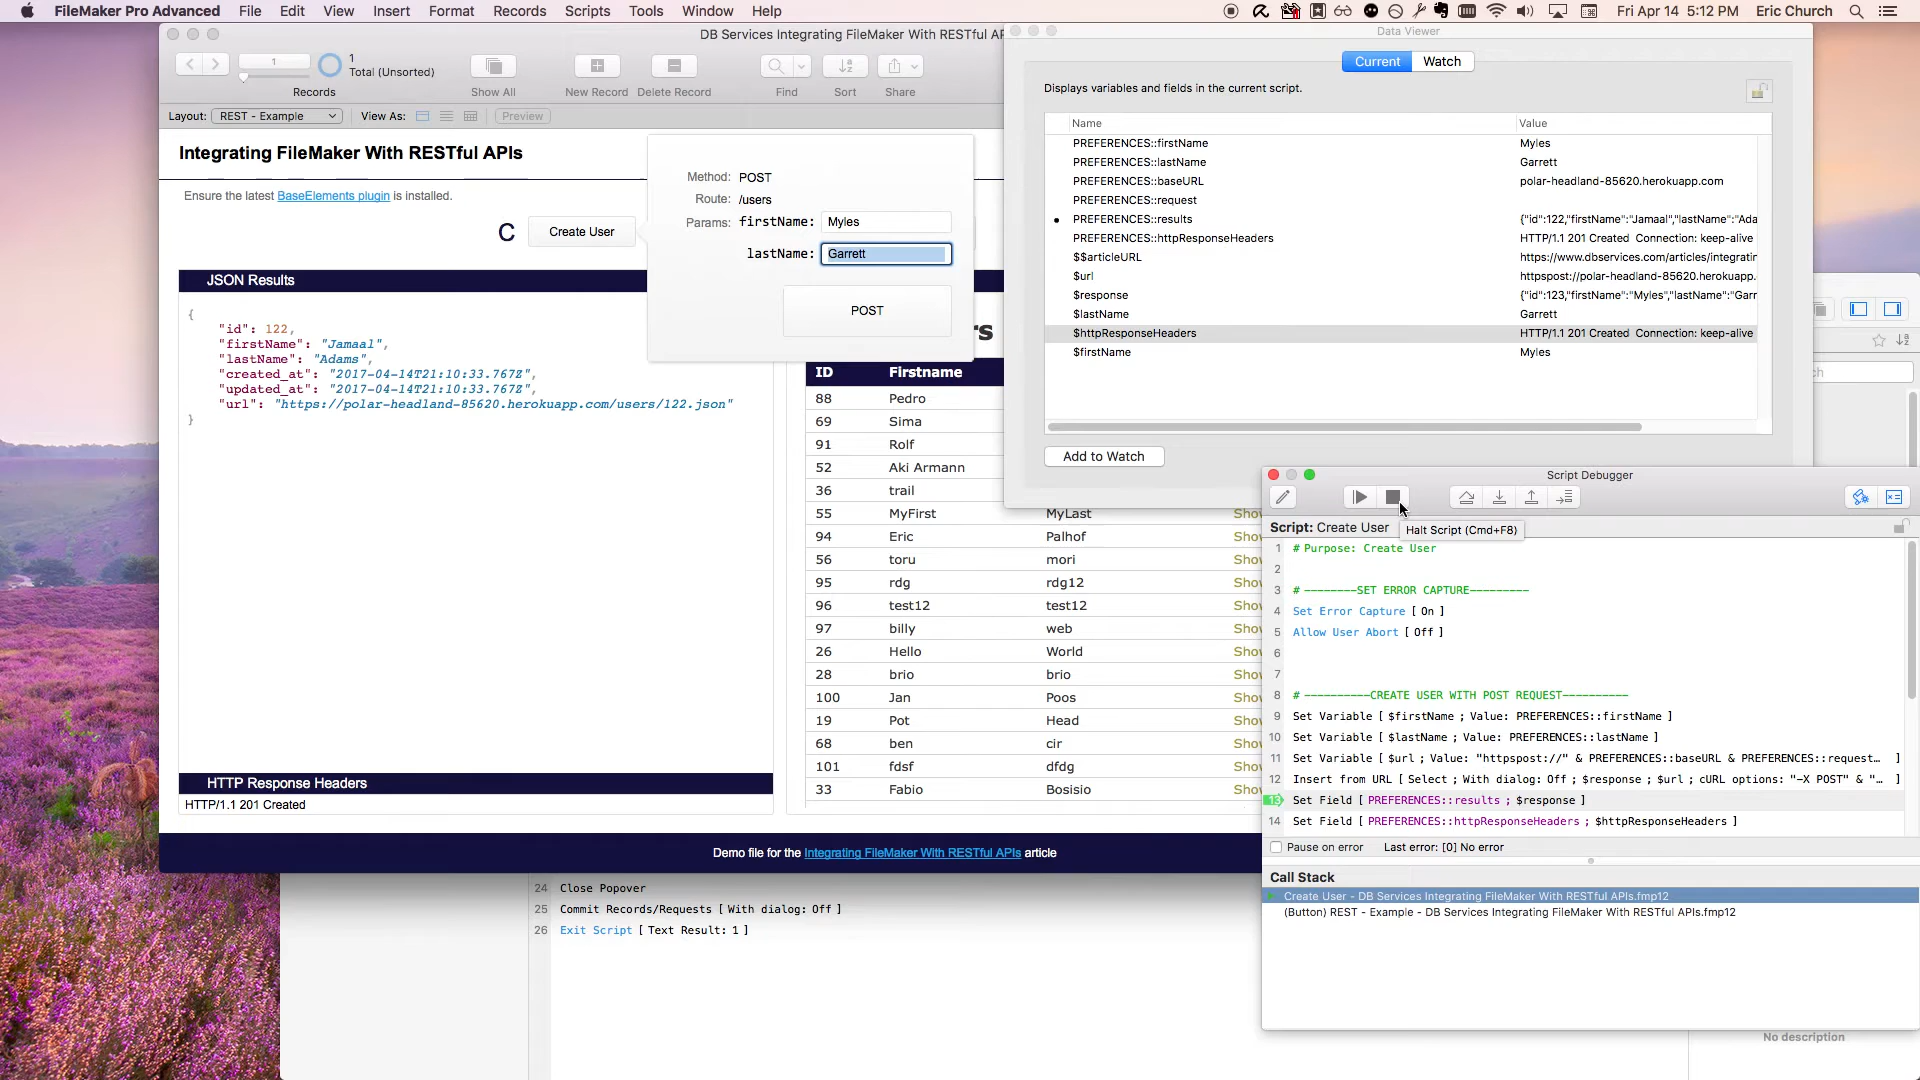 FileMaker Pro Advanced File Edit View Insert Format Records Scripts Tools Window Help
Fri Apr 14 5:12 PM Eric Church
DB Services Integrating FileMaker With RESTful
1
1
Total (Unsorted)
Records
Show All
New Record
Delete Record
Find
Sort
Share
Layout: REST - Example
View As:
Preview
Integrating FileMaker With RESTful APIs
Ensure the latest BaseElements plugin is installed.
C
Create User
Method: POST
Route: /users
Params: firstName: Myles
lastName: Garrett
POST
JSON Results
{
"id": 122,
"firstName": "Jamaal",
"lastName": "Adams",
"created_at": "2017-04-14T21:10:33.767Z",
"updated_at": "2017-04-14T21:10:33.767Z",
"url": "https://polar-headland-85620.herokuapp.com/users/122.json"
}
HTTP Response Headers
HTTP/1.1 201 Created
rs
ID Firstname
88 Pedro
69 Sima
91 Rolf
52 Aki Armann
36 trail
55 MyFirst MyLast Sho
94 Eric Palhof Sho
56 toru mori Sho
95 rdg rdg12 Sho
96 test12 test12 Sho
97 billy web Sho
26 Hello World Sho
28 brio brio Sho
100 Jan Poos Sho
19 Pot Head Sho
68 ben cir Sho
101 fdsf dfdg Sho
33 Fabio Bosisio Sho
Demo file for the Integrating FileMaker With RESTful APIs article
24 Close Popover
25 Commit Records/Requests [ With dialog: Off ]
26 Exit Script [ Text Result: 1 ]
Data Viewer
Current Watch
Displays variables and fields in the current script.
Name Value
PREFERENCES::firstName Myles
PREFERENCES::lastName Garrett
PREFERENCES::baseURL polar-headland-85620.herokuapp.com
PREFERENCES::request
PREFERENCES::results {"id":122,"firstName":"Jamaal","lastName":"Ada
PREFERENCES::httpResponseHeaders HTTP/1.1 201 Created Connection: keep-alive
$$articleURL https://www.dbservices.com/articles/integratin
$url httpspost://polar-headland-85620.herokuapp.
$response {"id":123,"firstName":"Myles","lastName":"Garr
$lastName Garrett
$httpResponseHeaders HTTP/1.1 201 Created Connection: keep-alive
$firstName Myles
Add to Watch
Script Debugger
Script: Create User
Halt Script (Cmd+F8)
1 # Purpose: Create User
2
3 # --------SET ERROR CAPTURE---------
4 Set Error Capture [ On ]
5 Allow User Abort [ Off ]
6
7
8 # ----------CREATE USER WITH POST REQUEST----------
9 Set Variable [ $firstName ; Value: PREFERENCES::firstName ]
10 Set Variable [ $lastName ; Value: PREFERENCES::lastName ]
11 Set Variable [ $url ; Value: "httpspost://" & PREFERENCES::baseURL & PREFERENCES::request… ]
12 Insert from URL [ Select ; With dialog: Off ; $response ; $url ; cURL options: "-X POST" & "… ]
13 Set Field [ PREFERENCES::results ; $response ]
14 Set Field [ PREFERENCES::httpResponseHeaders ; $httpResponseHeaders ]
Pause on error Last error: [0] No error
Call Stack
Create User - DB Services Integrating FileMaker With RESTful APIs.fmp12
(Button) REST - Example - DB Services Integrating FileMaker With RESTful APIs.fmp12
No description